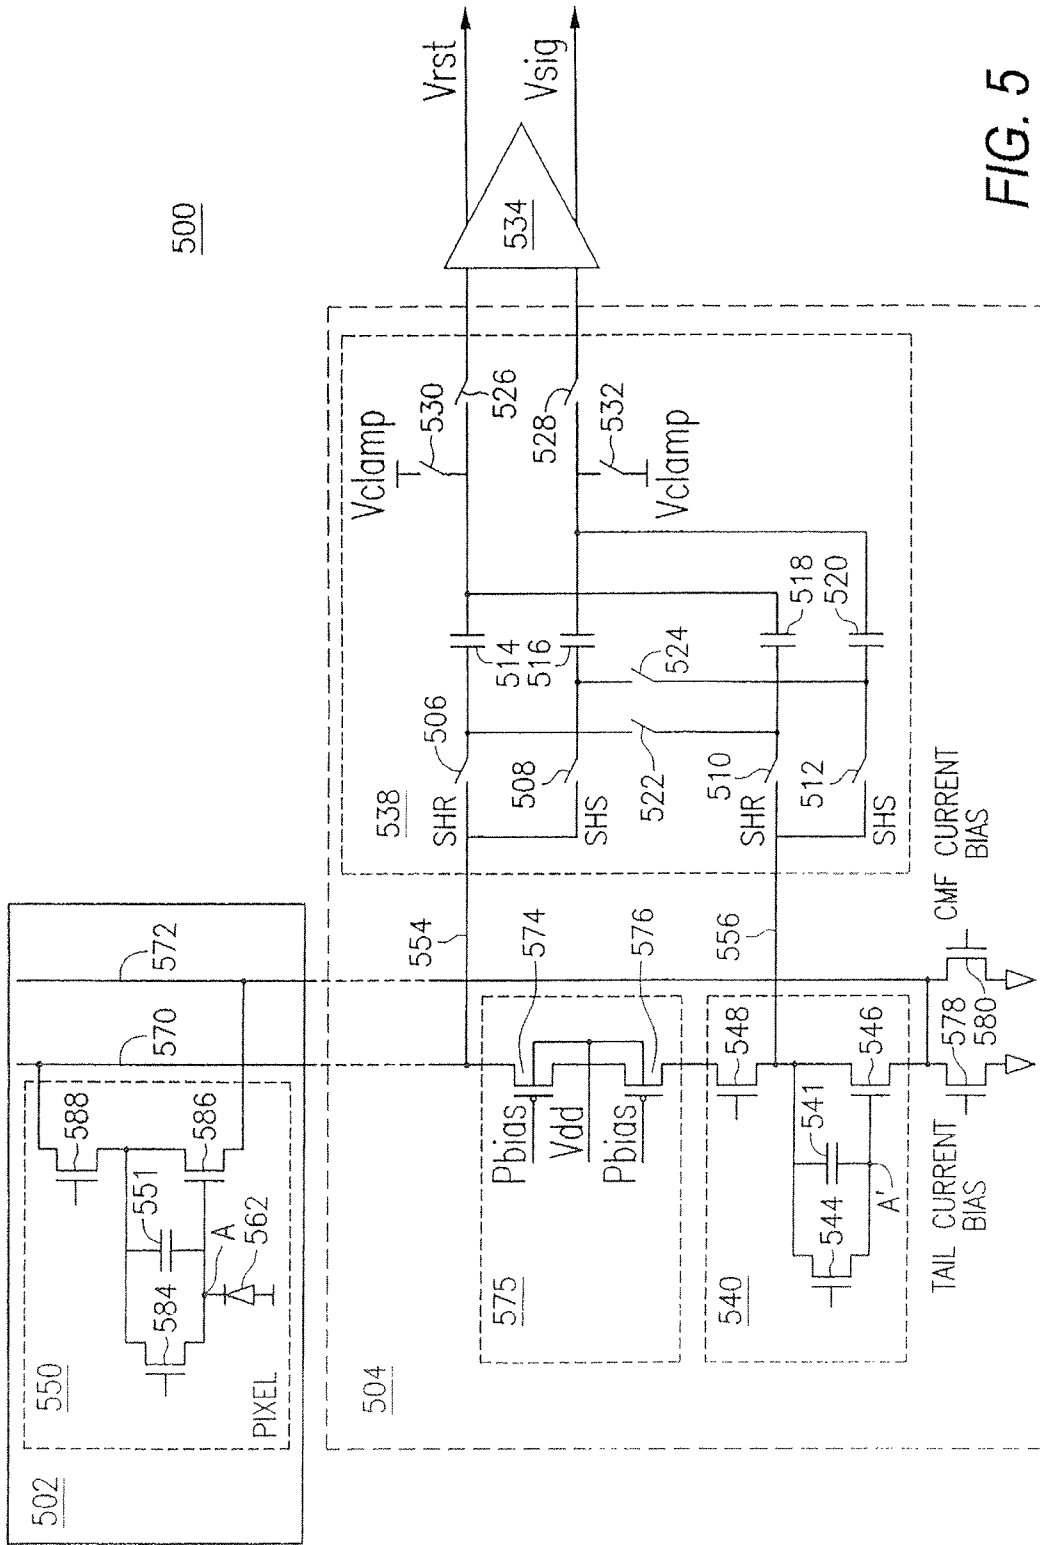 500
502
550
PIXEL
584
A
562
551
588
586
570
572
504
554
556
538
SHR
506
508
SHS
510
SHR
512
SHS
522
524
514
516
518
520
Vclamp
530
526
528
532
Vclamp
534
Vrst
Vsig
575
Pbias
Vdd
Pbias
574
576
540
548
544
541
546
A'
TAIL CURRENT
BIAS
578
580
CMF CURRENT
BIAS
FIG. 5